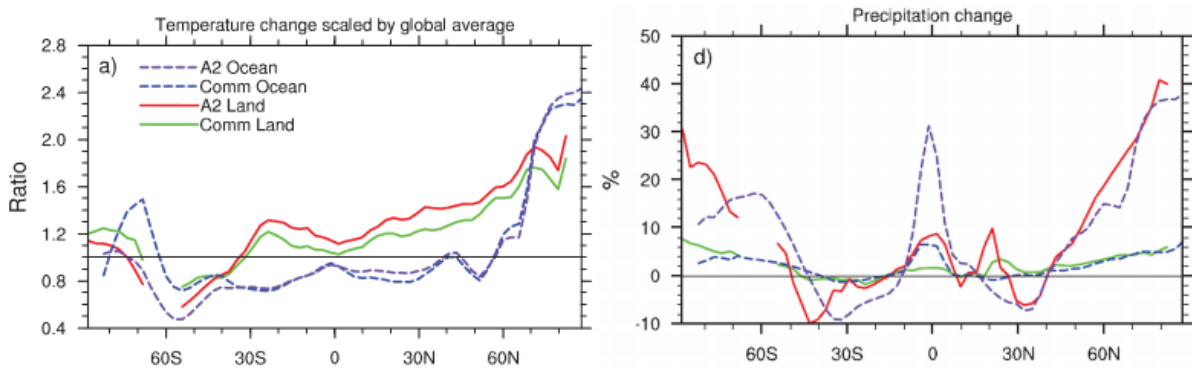 Temperature change scaled by global average
a)
A2 Ocean
Comm Ocean
A2 Land
Comm Land
Ratio
2.8
2.4
2.0
1.6
1.2
0.8
0.4
60S 30S 0 30N 60N
Precipitation change
d)
%
50
40
30
20
10
0
-10
60S 30S 0 30N 60N